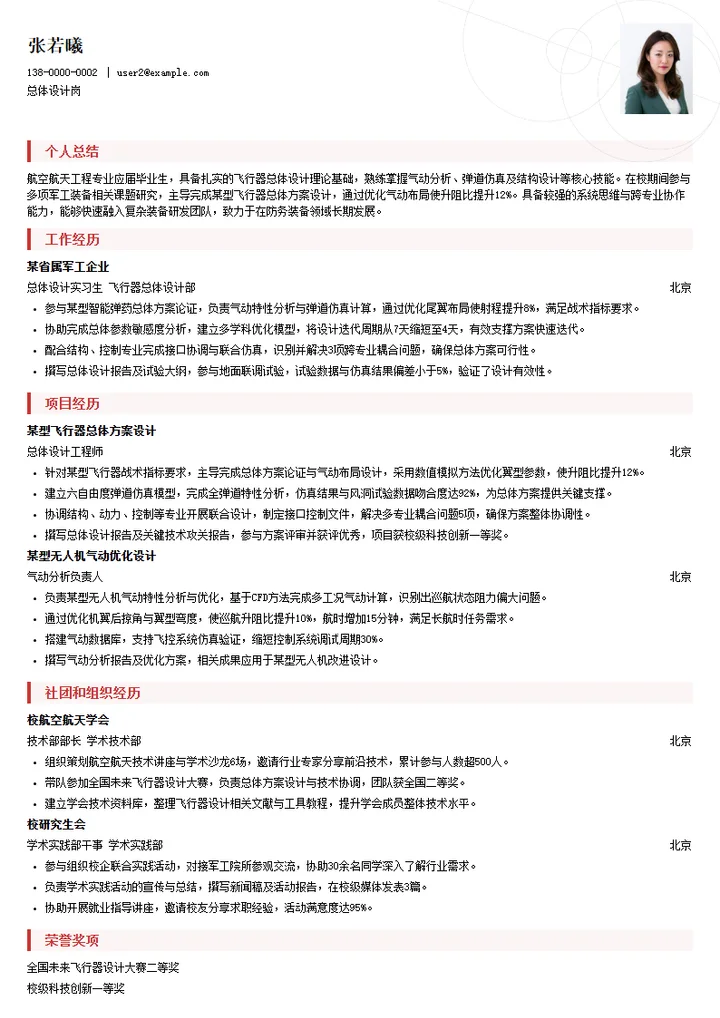 张若曦
138-0000-0002 | user2@example.com
总体设计岗
个人总结
航空航天工程专业应届毕业生，具备扎实的飞行器总体设计理论基础，熟练掌握气动分析、弹道仿真及结构设计等核心技能。在校期间参与
多项军工装备相关课题研究，主导完成某型飞行器总体方案设计，通过优化气动布局使升阻比提升12%。具备较强的系统思维与跨专业协作
能力，能够快速融入复杂装备研发团队，致力于在防务装备领域长期发展。
工作经历
某省属军工企业
总体设计实习生 飞行器总体设计部 北京
• 参与某型智能弹药总体方案论证，负责气动特性分析与弹道仿真计算，通过优化尾翼布局使射程提升8%，满足战术指标要求。
• 协助完成总体参数敏感度分析，建立多学科优化模型，将设计迭代周期从7天缩短至4天，有效支撑方案快速迭代。
• 配合结构、控制专业完成接口协调与联合仿真，识别并解决3项跨专业耦合问题，确保总体方案可行性。
• 撰写总体设计报告及试验大纲，参与地面联调试验，试验数据与仿真结果偏差小于5%，验证了设计有效性。
项目经历
某型飞行器总体方案设计
总体设计工程师 北京
• 针对某型飞行器战术指标要求，主导完成总体方案论证与气动布局设计，采用数值模拟方法优化翼型参数，使升阻比提升12%。
• 建立六自由度弹道仿真模型，完成全弹道特性分析，仿真结果与风洞试验数据吻合度达92%，为总体方案提供关键支撑。
• 协调结构、动力、控制等专业开展联合设计，制定接口控制文件，解决多专业耦合问题5项，确保方案整体协调性。
• 撰写总体设计报告及关键技术攻关报告，参与方案评审并获评优秀，项目获校级科技创新一等奖。
某型无人机气动优化设计
气动分析负责人 北京
• 负责某型无人机气动特性分析与优化，基于CFD方法完成多工况气动计算，识别出巡航状态阻力偏大问题。
• 通过优化机翼后掠角与翼型弯度，使巡航升阻比提升10%，航时增加15分钟，满足长航时任务需求。
• 搭建气动数据库，支持飞控系统仿真验证，缩短控制系统调试周期30%。
• 撰写气动分析报告及优化方案，相关成果应用于某型无人机改进设计。
社团和组织经历
校航空航天学会
技术部部长 学术技术部 北京
• 组织策划航空航天技术讲座与学术沙龙6场，邀请行业专家分享前沿技术，累计参与人数超500人。
• 带队参加全国未来飞行器设计大赛，负责总体方案设计与技术协调，团队获全国二等奖。
• 建立学会技术资料库，整理飞行器设计相关文献与工具教程，提升学会成员整体技术水平。
校研究生会
学术实践部干事 学术实践部 北京
• 参与组织校企联合实践活动，对接军工院所参观交流，协助30余名同学深入了解行业需求。
• 负责学术实践活动的宣传与总结，撰写新闻稿及活动报告，在校级媒体发表3篇。
• 协助开展就业指导讲座，邀请校友分享求职经验，活动满意度达95%。
荣誉奖项
全国未来飞行器设计大赛二等奖
校级科技创新一等奖